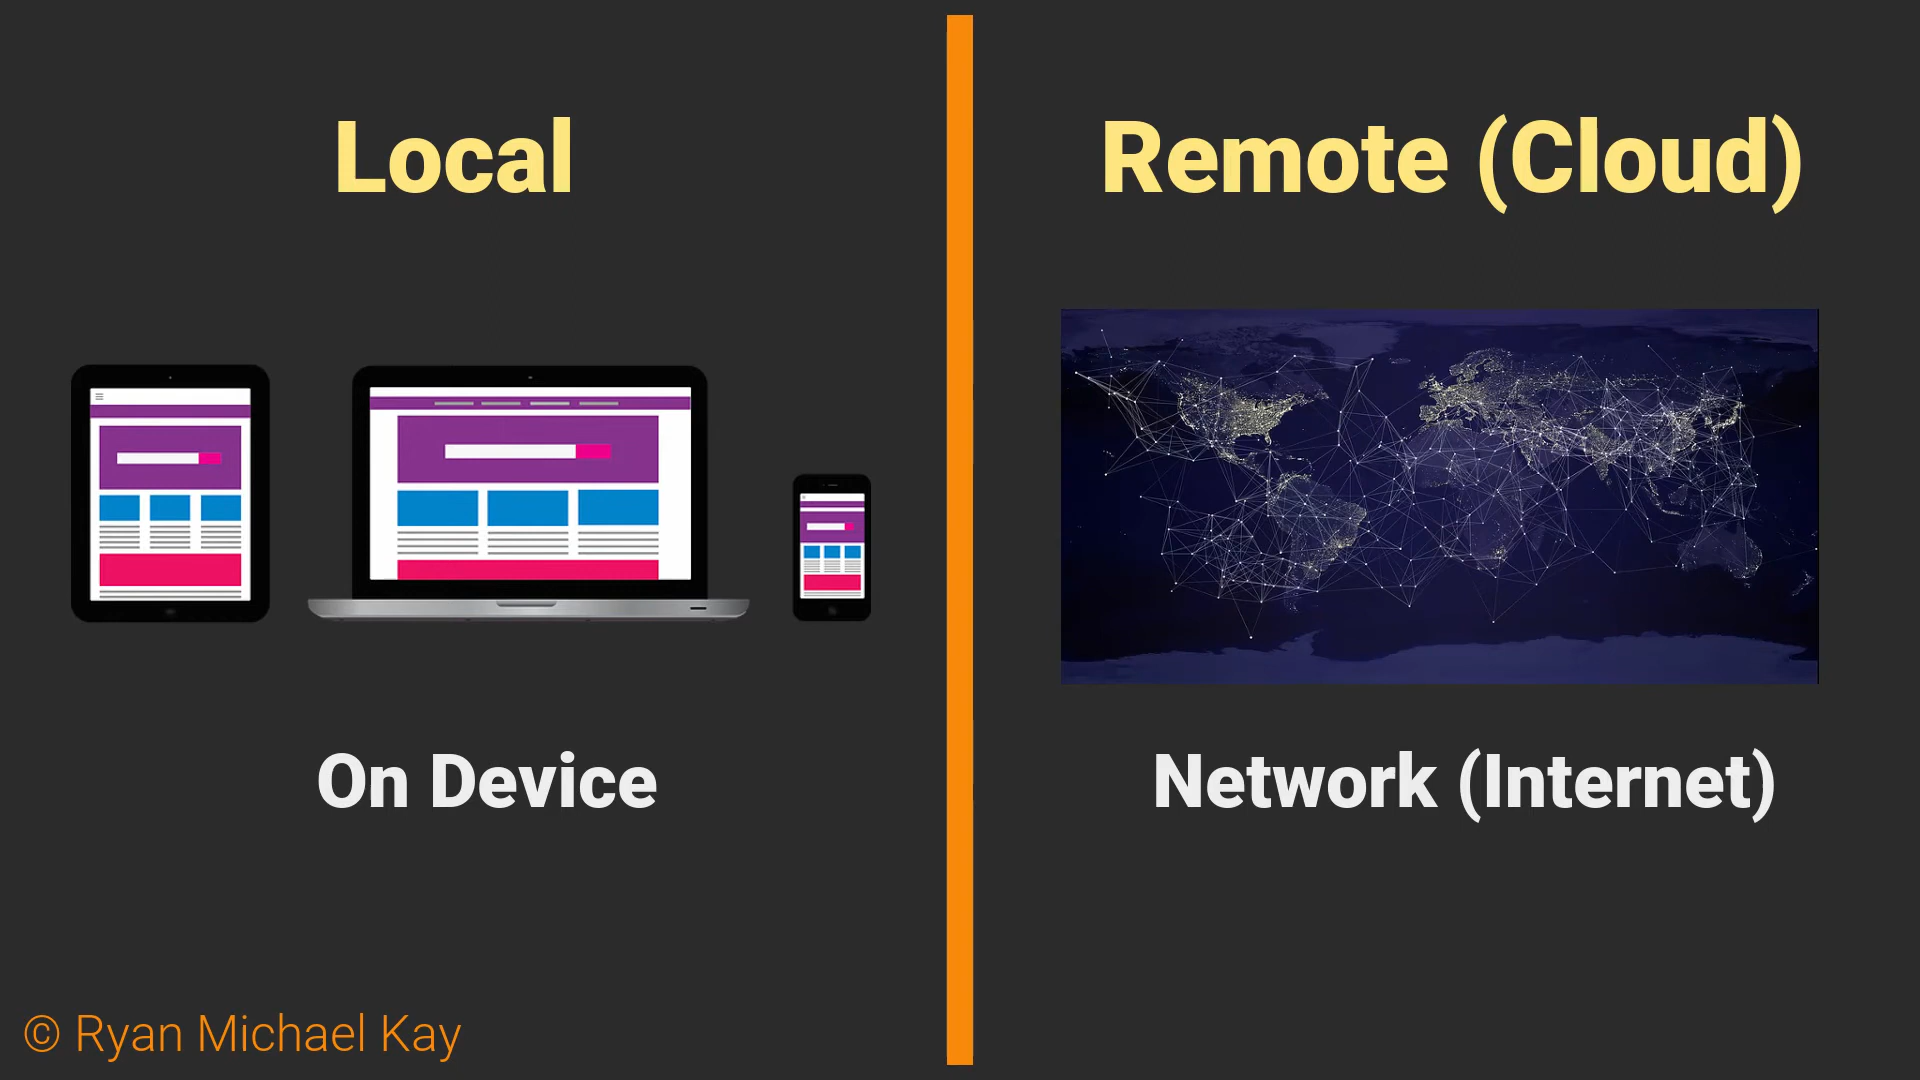 Local
On Device
Remote (Cloud)
Network (Internet)
© Ryan Michael Kay